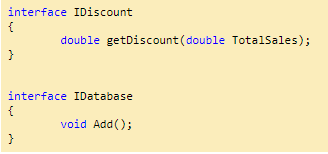 interface IDiscount
{
double getDiscount(double TotalSales);
}
interface IDatabase
{
void Add();
}